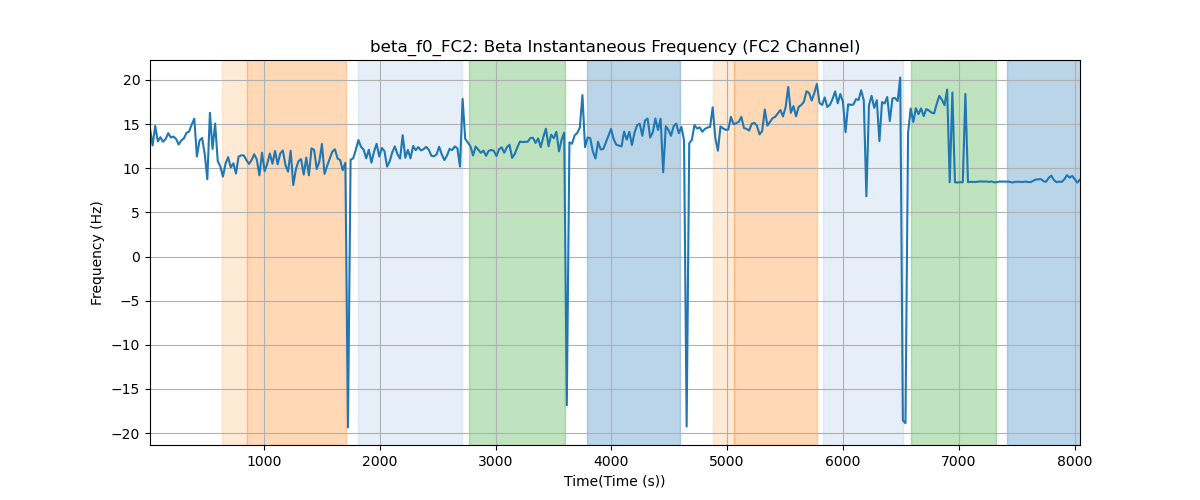 beta_f0_FC2: Beta Instantaneous Frequency (FC2 Channel)
20
15
10
5
0
−5
−10
−15
−20
Frequency (Hz)
1000 2000 3000 4000 5000 6000 7000 8000
Time(Time (s))